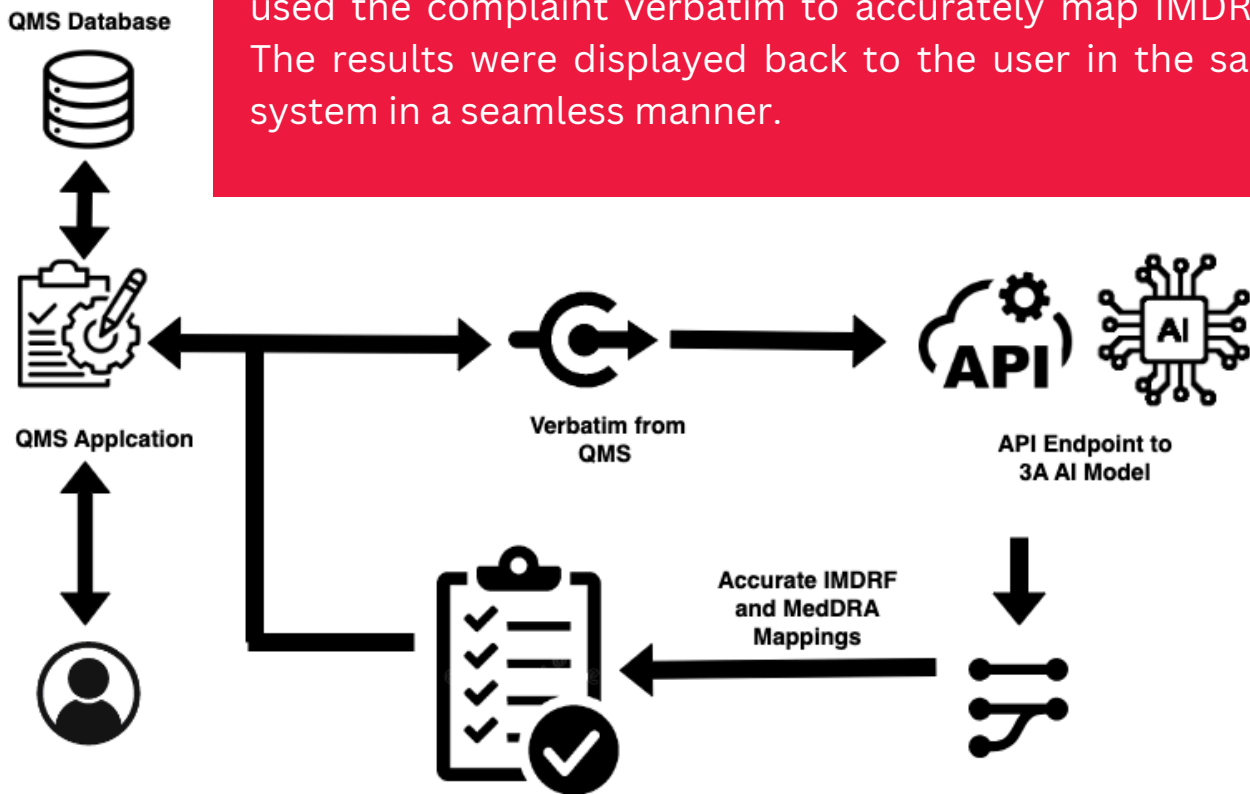 QMS Database
used the complaint verbatim to accurately map IMDR
The results were displayed back to the user in the sa
system in a seamless manner.
API
AI
QMS Applcation
Verbatim from
QMS
API Endpoint to
3A AI Model
Accurate IMDRF
and MedDRA
Mappings